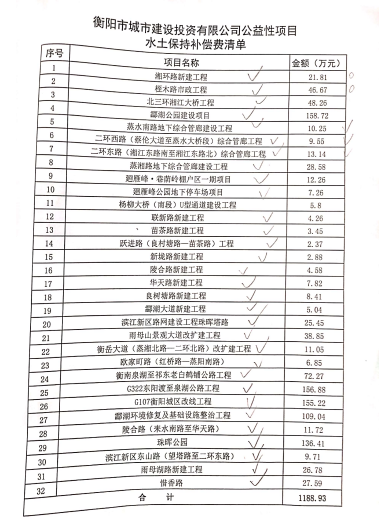 衡阳市城市建设投资有限公司公益性项目
水土保持补偿费清单
序号 项目名称 金额（万元）
1 湘环路新建工程 21.81
2 桎木路市政工程 46.67
3 北三环湘江大桥工程 48.26
4 酃湖公园建设项目 158.72
5 蒸水南路地下综合管廊建设工程 10.25
6 二环西路（蔡伦大道至蒸水大桥段）综合管廊工程 9.55
7 二环东路（湘江东路南至湘江东路北）综合管廊工程 13.14
8 蒸湘路地下综合管廊建设工程 28.58
9 廻雁峰·巷荫岭棚户区一期项目 12.26
10 廻雁峰公园地下停车场项目 7.26
11 杨柳大桥（南段）U型通道建设 5.8
12 联新路新建工程 4.26
13 苗茶路新建工程 3.45
14 跃进路（良村塘路—苗茶路）工程 2.37
15 新垅路新建工程 2.88
16 陵合路新建工程 4.58
17 华天路新建工程 7.82
18 良树塘路新建工程 8.41
19 酃湖大道新建工程 5.04
20 滨江新区路网建设工程珠晖塔路 25.45
21 雨母山景观大道改扩建工程 38.85
22 衡岳大道（蒸湘北路—二环北路）改扩建工程 11.05
23 欧家町路（红桥路—蒸阳南路） 6.85
24 衡南泉湖至祁东老白鹤铺公路工程 72.27
25 G322东阳渡至泉湖公路工程 156.88
26 G107衡阳城区改线工程 155.22
27 酃湖环境修复及基础设施整治工程 109.04
28 陵合路（耒水南路至华天路） 11.72
29 珠晖公园 136.41
30 滨江新区东山路（望塔路至二环东路） 9.71
31 雨母湖路新建工程 26.78
32 惜香路 27.59
合 计 1188.93